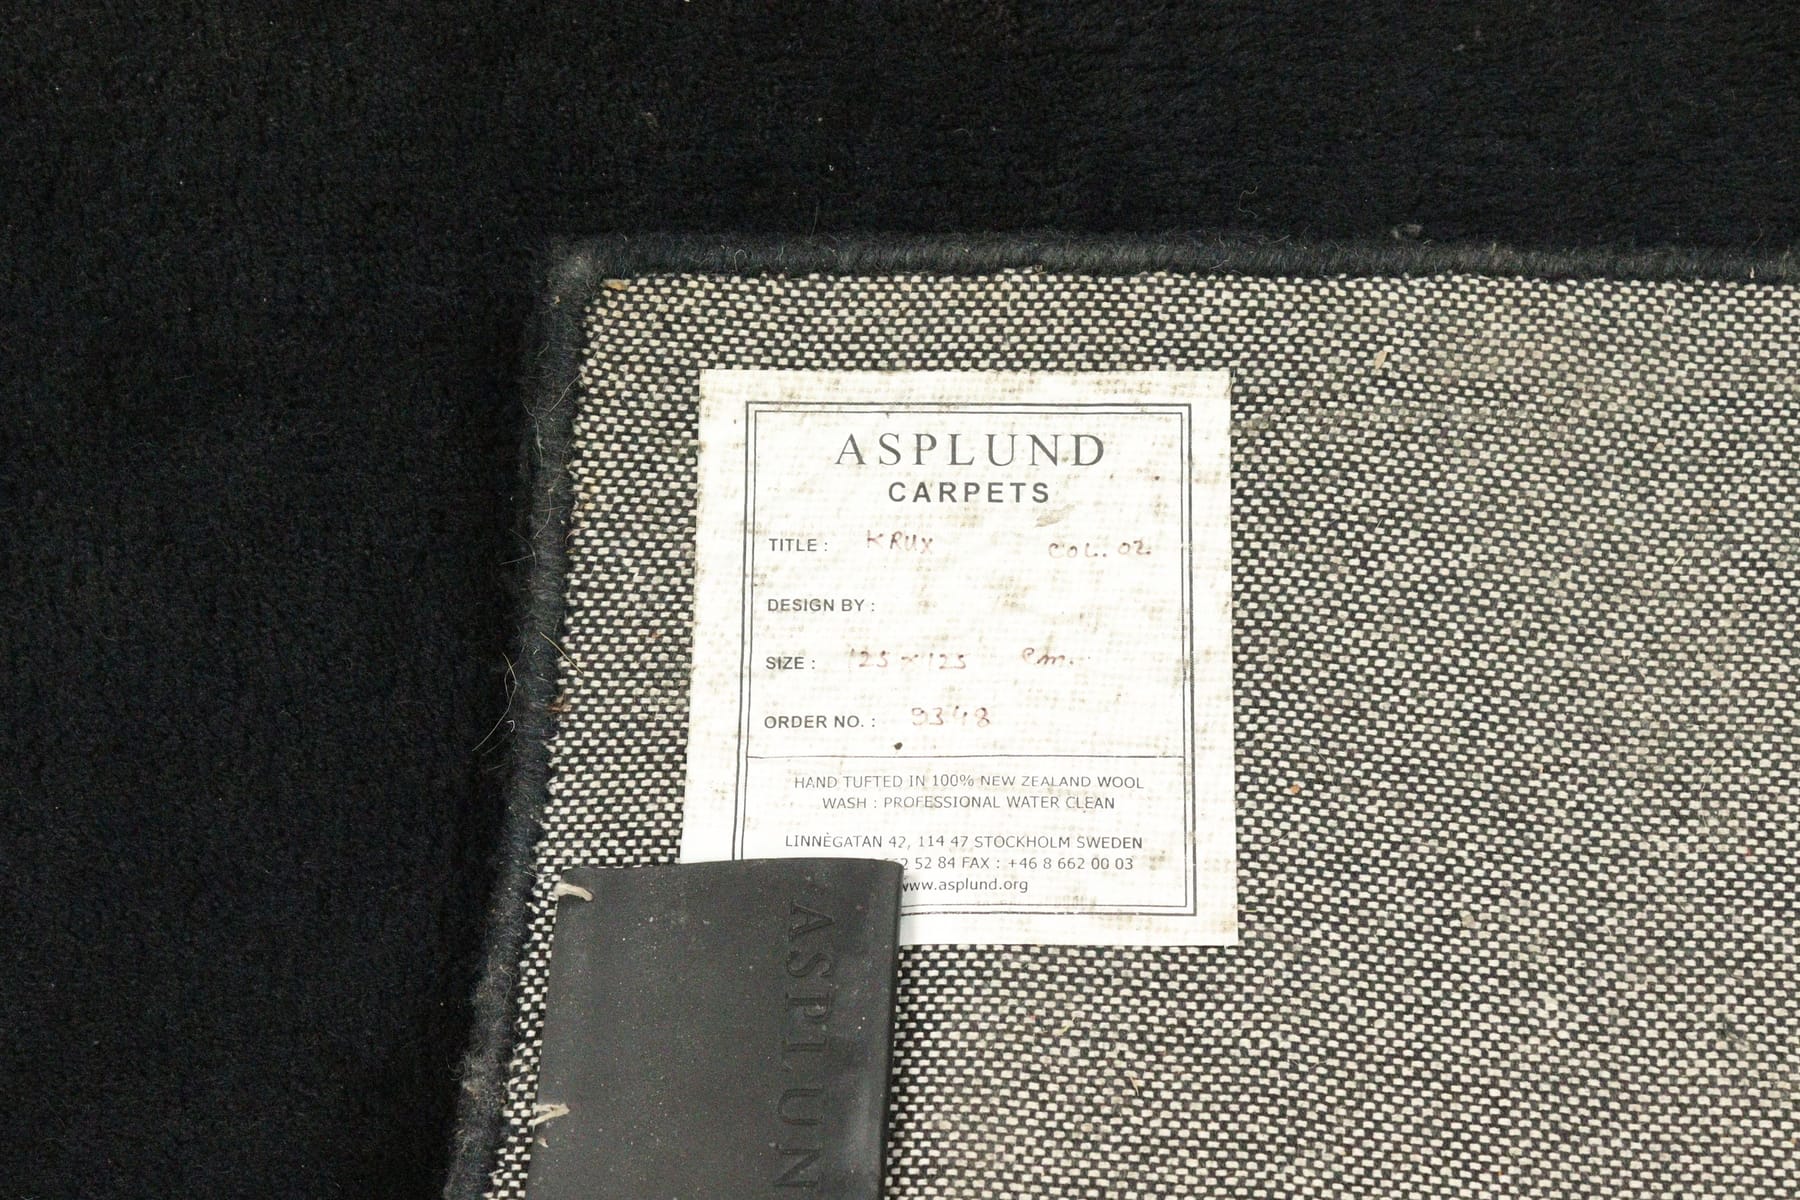 ASPLUND
CARPETS
TITLE : KRUX COL. 02.
DESIGN BY :
SIZE : 125 x 125 cm.
ORDER NO. : 9348
HAND TUFTED IN 100% NEW ZEALAND WOOL
WASH : PROFESSIONAL WATER CLEAN
LINNÈGATAN 42, 114 47 STOCKHOLM SWEDEN
52 84 FAX : +46 8 662 00 03
www.asplund.org
ASPLUN